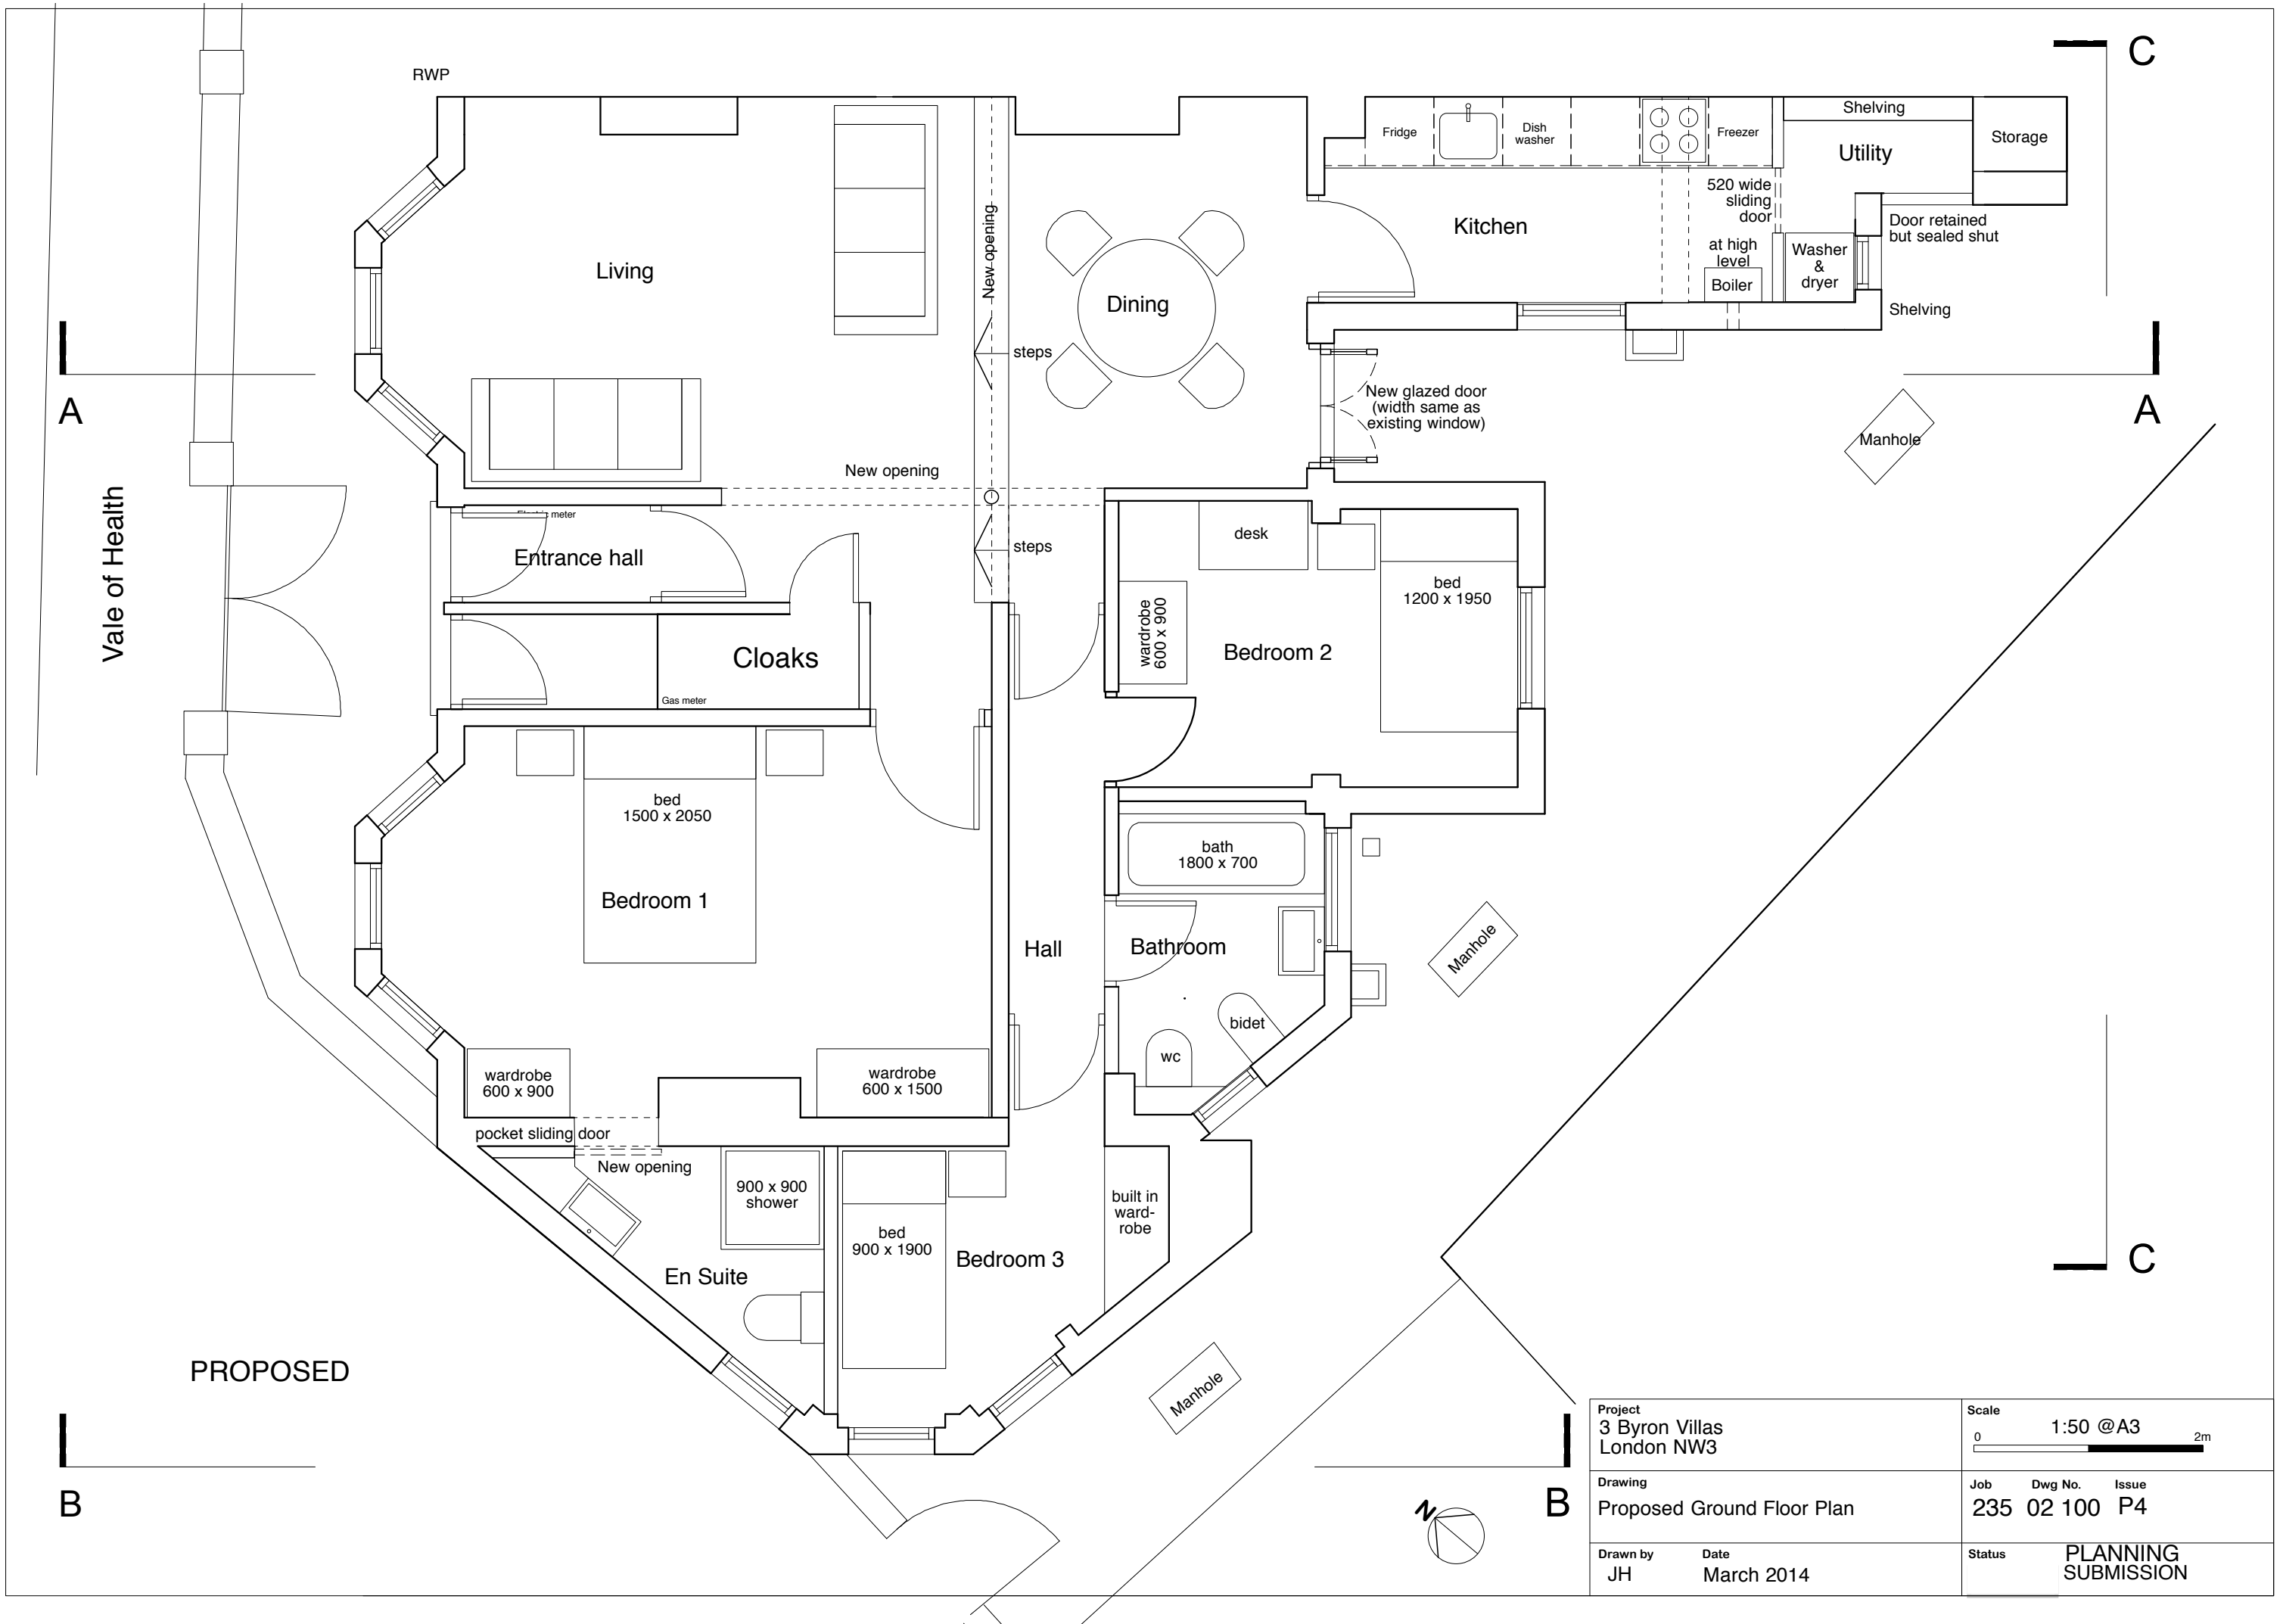 RWP
C
Fridge
Dish
washer
Freezer
Shelving
Utility
Storage
520 wide
sliding
door
Kitchen
Door retained
but sealed shut
at high
level
Boiler
Washer
&
dryer
Shelving
Living
New opening
Dining
steps
New glazed door
(width same as
existing window)
A
A
Manhole
New opening
Vale of Health
meter
Entrance hall
steps
desk
bed
1200 x 1950
wardrobe
600 x 900
Bedroom 2
Cloaks
Gas meter
bed
1500 x 2050
bath
1800 x 700
Bedroom 1
Hall
Bathroom
Manhole
bidet
wc
wardrobe
600 x 900
wardrobe
600 x 1500
pocket sliding door
New opening
900 x 900
shower
built in
ward-
robe
bed
900 x 1900
Bedroom 3
En Suite
C
PROPOSED
Manhole
B
B
N
Project
3 Byron Villas
London NW3
Scale
1:50 @A3
0 2m
Drawing
Proposed Ground Floor Plan
Job Dwg No. Issue
235 02 100 P4
Drawn by Date
JH March 2014
Status
PLANNING
SUBMISSION